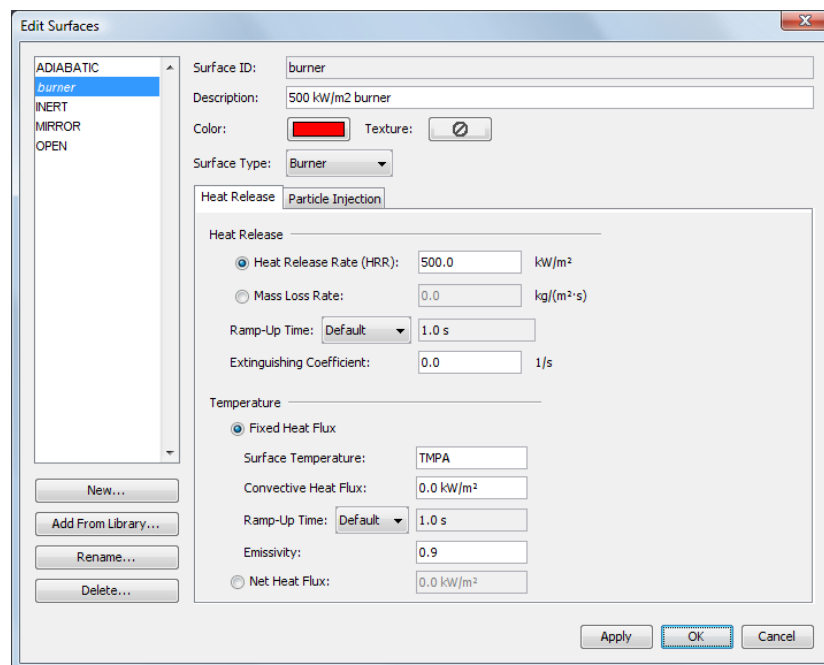 Edit Surfaces
ADIABATIC
burner
INERT
MIRROR
OPEN
New...
Add From Library...
Rename...
Delete...
Surface ID: burner
Description: 500 kW/m2 burner
Color: Texture:
Surface Type: Burner
Heat Release Particle Injection
Heat Release
Heat Release Rate (HRR): 500.0 kW/m²
Mass Loss Rate: 0.0 kg/(m²·s)
Ramp-Up Time: Default 1.0 s
Extinguishing Coefficient: 0.0 1/s
Temperature
Fixed Heat Flux
Surface Temperature: TMPA
Convective Heat Flux: 0.0 kW/m²
Ramp-Up Time: Default 1.0 s
Emissivity: 0.9
Net Heat Flux: 0.0 kW/m²
Apply OK Cancel